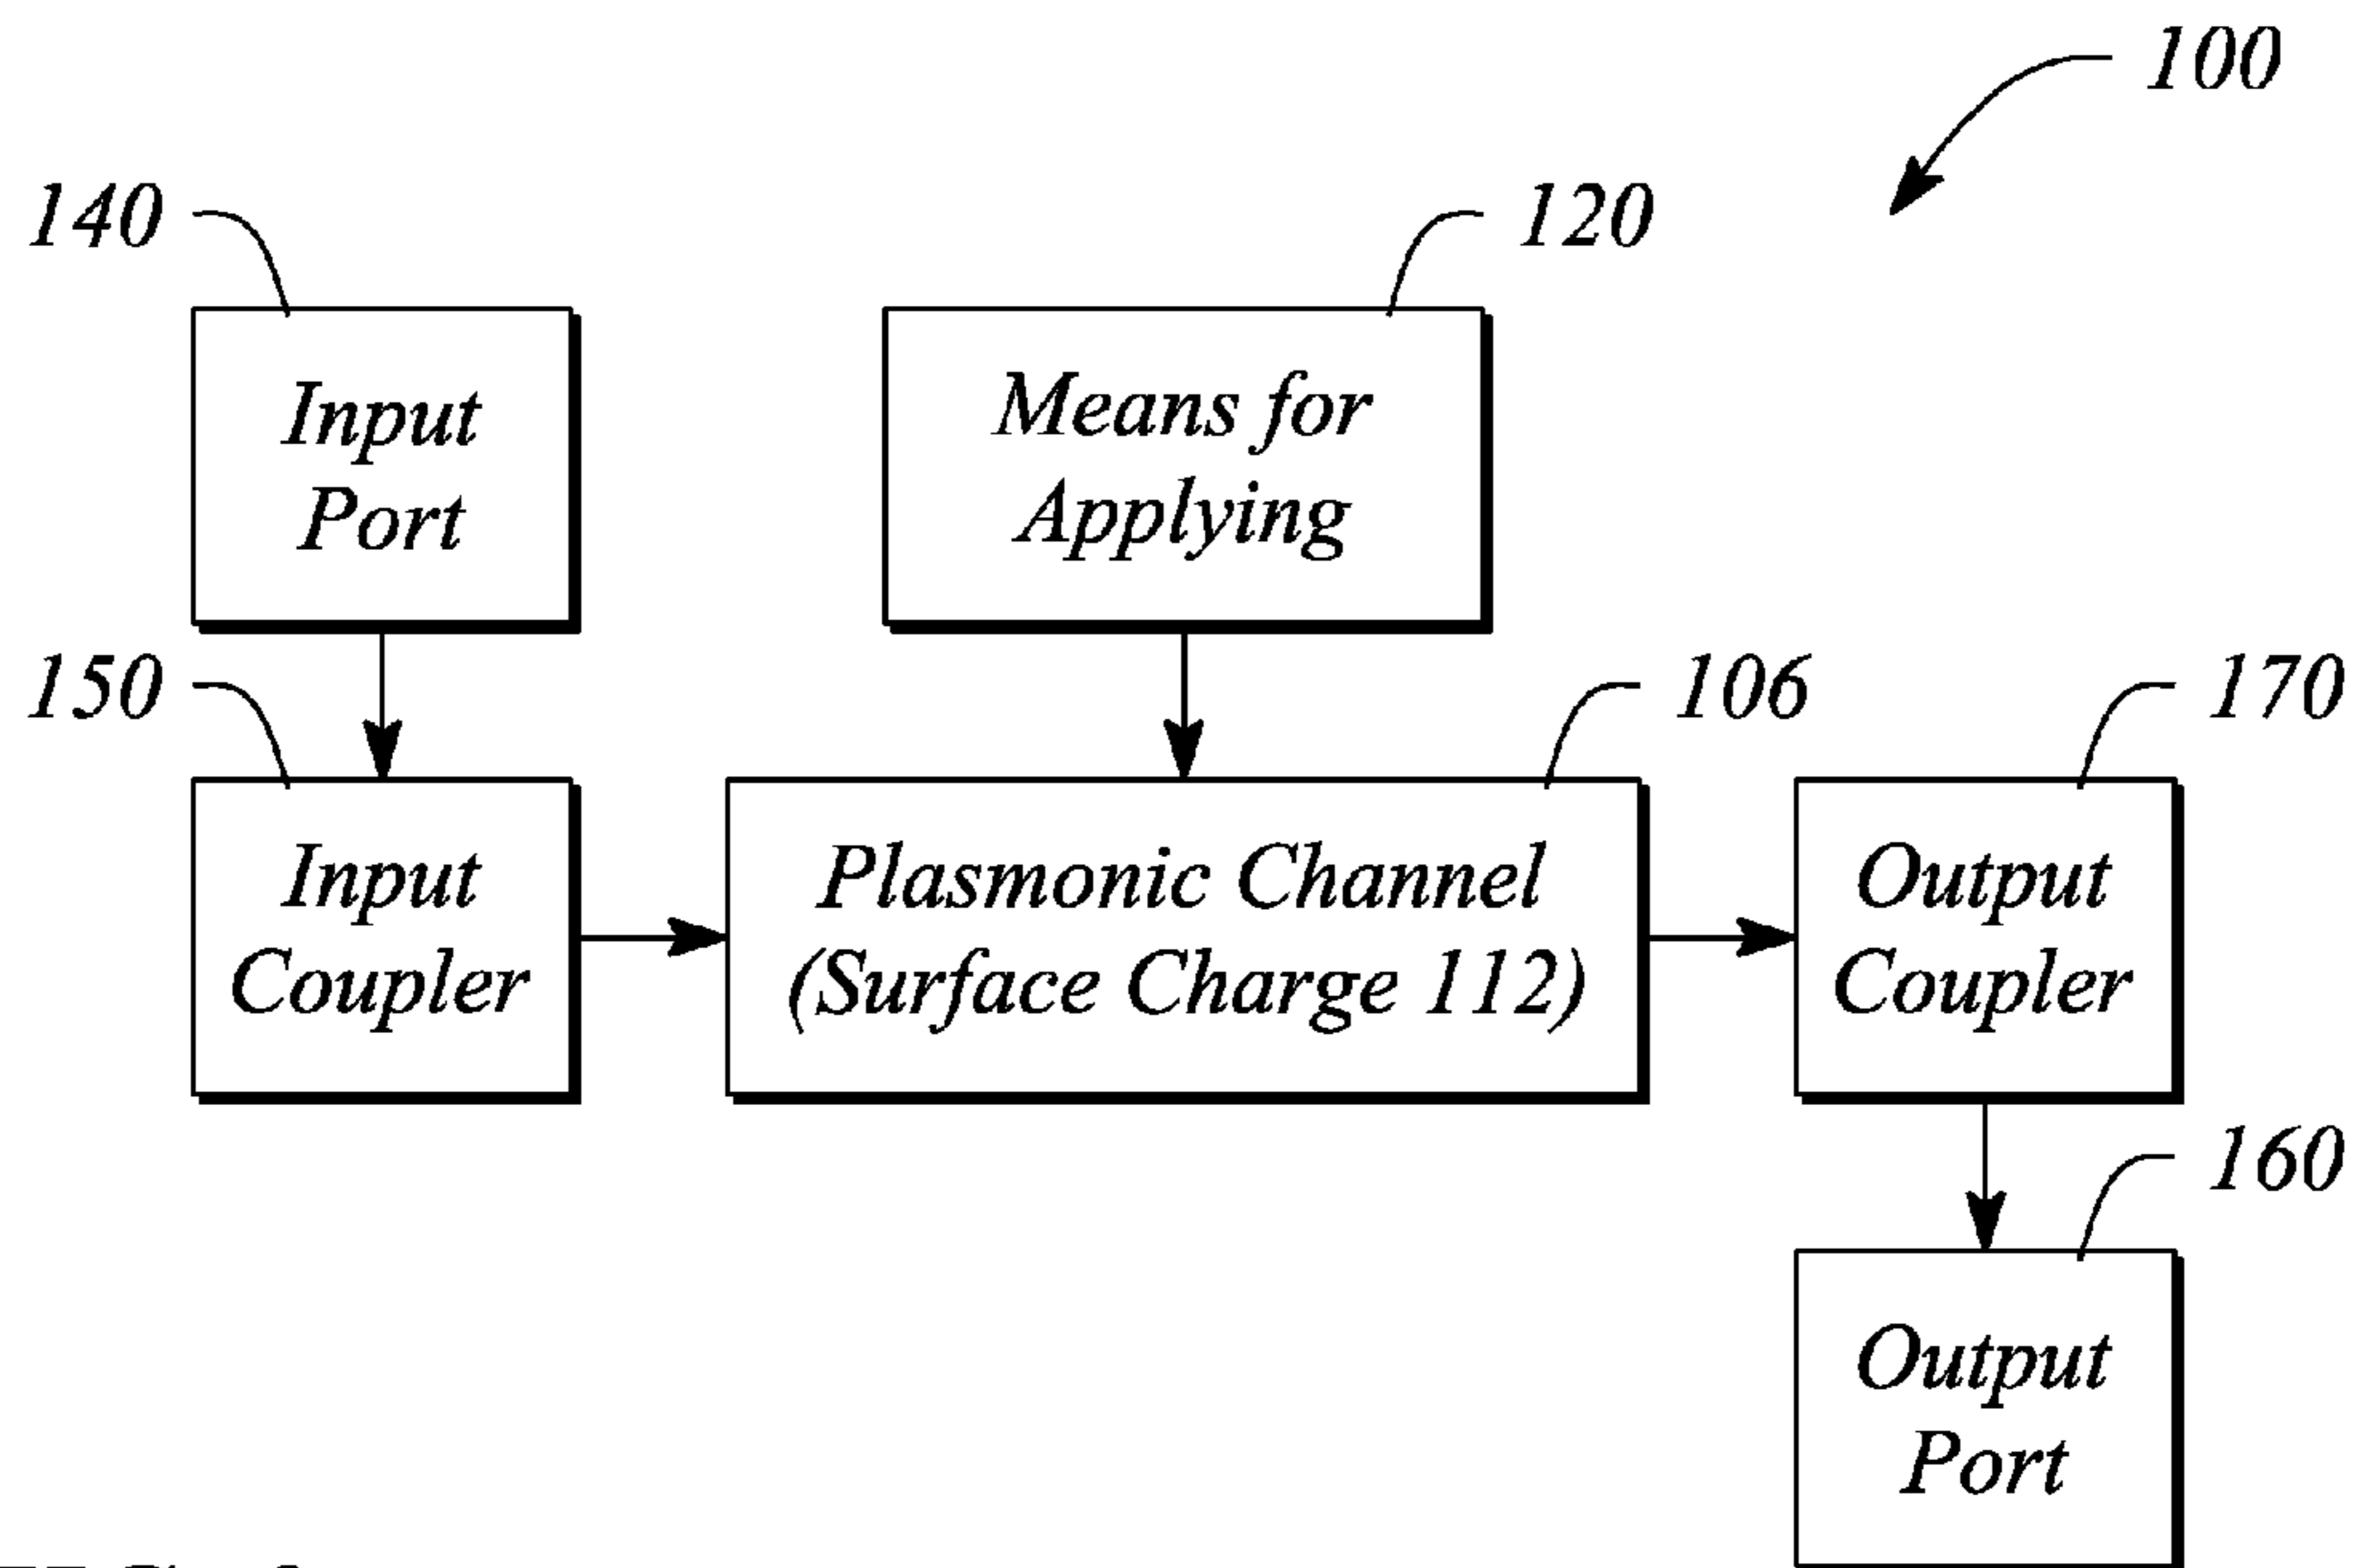 100
140
120
Input
Port
Means for
Applying
150
106
170
Input
Coupler
Plasmonic Channel
(Surface Charge 112)
Output
Coupler
160
Output
Port